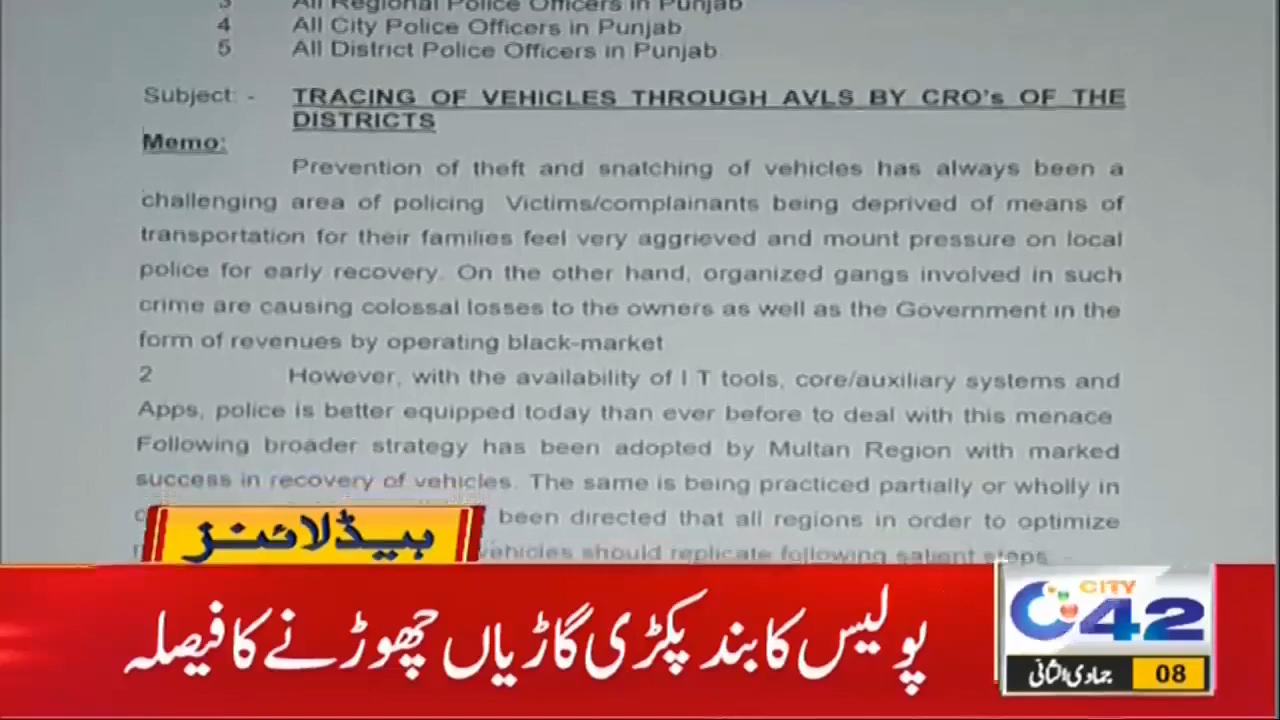 3 All Regional Police Officers in Punjab
4 All City Police Officers in Punjab
5 All District Police Officers in Punjab
Subject: - TRACING OF VEHICLES THROUGH AVLS BY CRO's OF THE
DISTRICTS
Memo:
Prevention of theft and snatching of vehicles has always been a
challenging area of policing Victims/complainants being deprived of means of
transportation for their families feel very aggrieved and mount pressure on local
police for early recovery. On the other hand, organized gangs involved in such
crime are causing colossal losses to the owners as well as the Government in the
form of revenues by operating black-market
2 However, with the availability of I T tools, core/auxiliary systems and
Apps, police is better equipped today than ever before to deal with this menace
Following broader strategy has been adopted by Multan Region with marked
success in recovery of vehicles. The same is being practiced partially or wholly in
been directed that all regions in order to optimize
vehicles should replicate following salient steps
ہیڈلائنز
پولیس کا بند پکڑی گاڑیاں چھوڑنے کا فیصلہ
CITY
42
جمادی الثانی 08